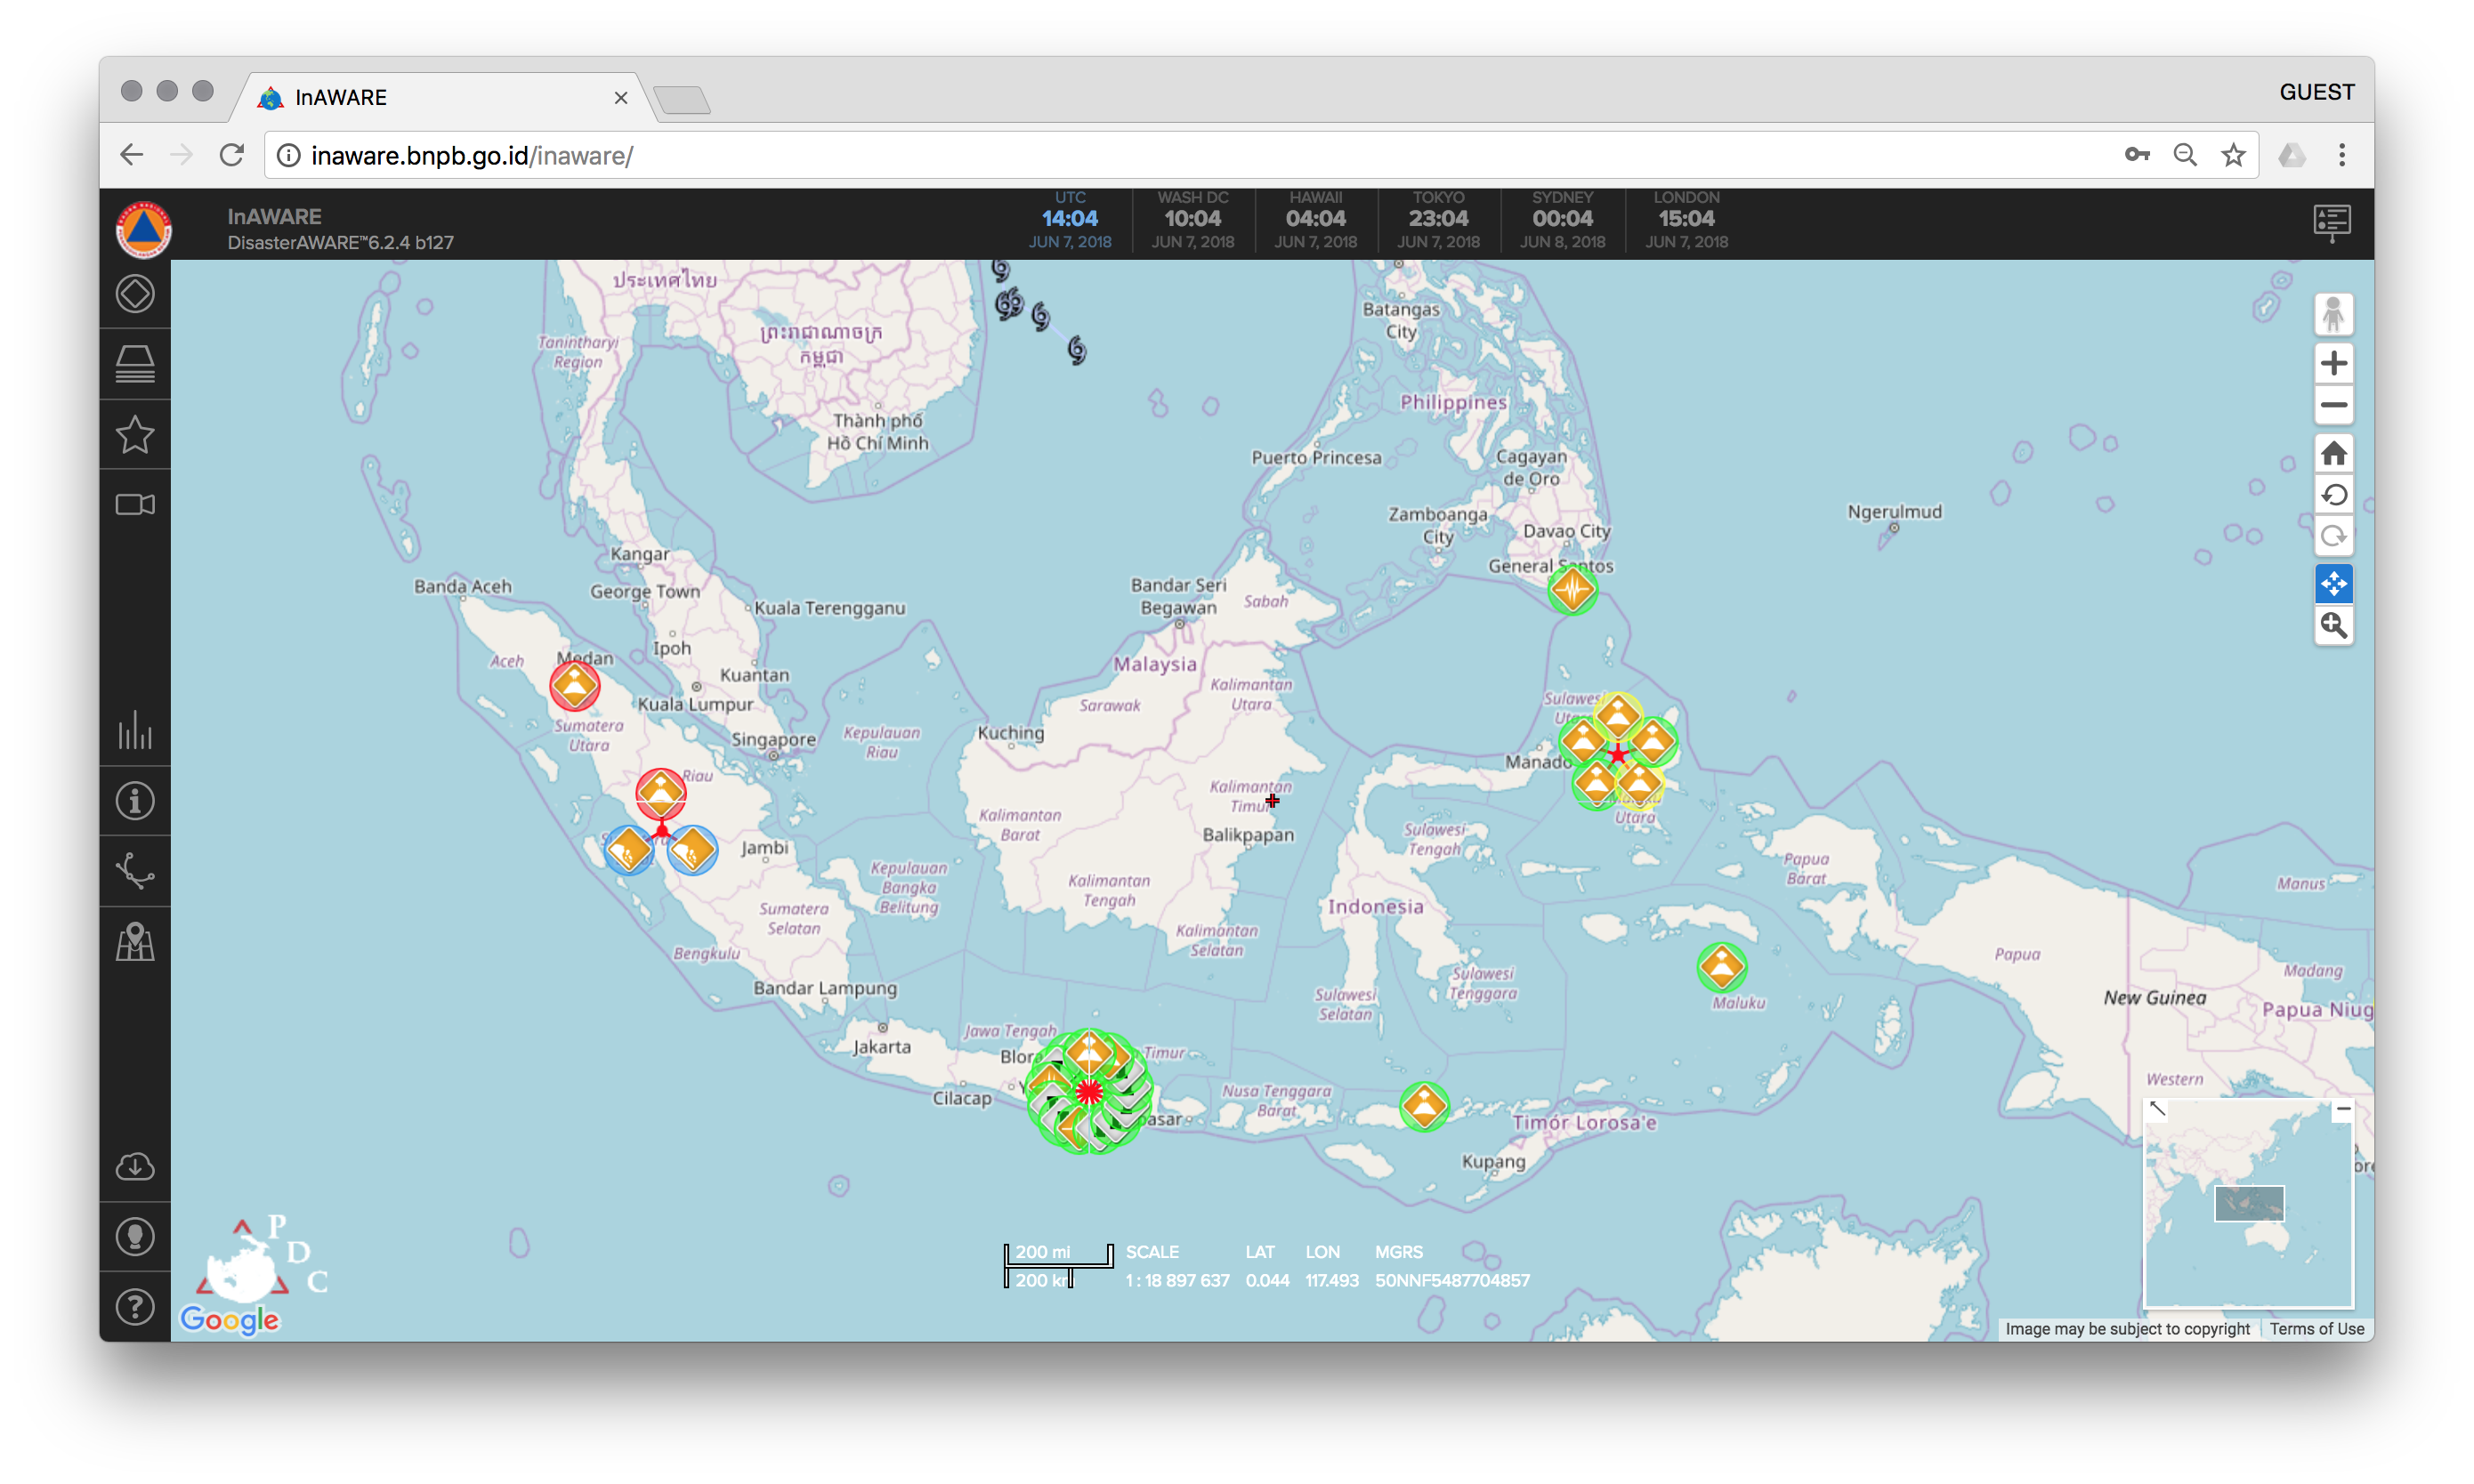 InAWARE
GUEST
inaware.bnpb.go.id/inaware/
InAWARE
DisasterAWARE™6.2.4 b127
UTC
14:04
JUN 7, 2018
WASH DC
10:04
JUN 7, 2018
HAWAII
04:04
JUN 7, 2018
TOKYO
23:04
JUN 7, 2018
SYDNEY
00:04
JUN 8, 2018
LONDON
15:04
JUN 7, 2018
ประเทศไทย
Tanintharyi
Region
ព្រះរាជាណាចក្រ
កម្ពុជា
Thành phố
Hồ Chí Minh
Batangas
City
Philippines
Puerto Princesa
Cagayan
de Oro
Zamboanga
City
Davao City
General Santos
Ngerulmud
Kangar
Banda Aceh
George Town
Kuala Terengganu
Bandar Seri
Begawan
Sabah
Ipoh
Aceh
Medan
Kuantan
Malaysia
Kuala Lumpur
Kalimantan
Utara
Sarawak
Sumatera
Utara
Kepulauan
Riau
Kuching
Singapore
Riau
Sulawesi
Manado
Utara
Kalimantan
Timur
Kalimantan
Barat
Balikpapan
Sulawesi
Tengah
Jambi
Kepulauan
Bangka
Belitung
Papua
Barat
Kalimantan
Tengah
Manus
Sumatera
Selatan
Indonesia
Kalimantan
Selatan
Bengkulu
Papua
Madang
Sulawesi
Tenggara
Sulawesi
Selatan
Bandar Lampung
Maluku
New Guinea
Papua Niug
Jawa Tengah
Jakarta
Blora
Timur
Cilacap
pasar
Nusa Tenggara
Barat
Timór Lorosa'e
Western
Kupang
P
D
C
Google
200 mi
200 km
SCALE
1 : 18 897 637
LAT
0.044
LON
117.493
MGRS
50NNF5487704857
Image may be subject to copyright
Terms of Use